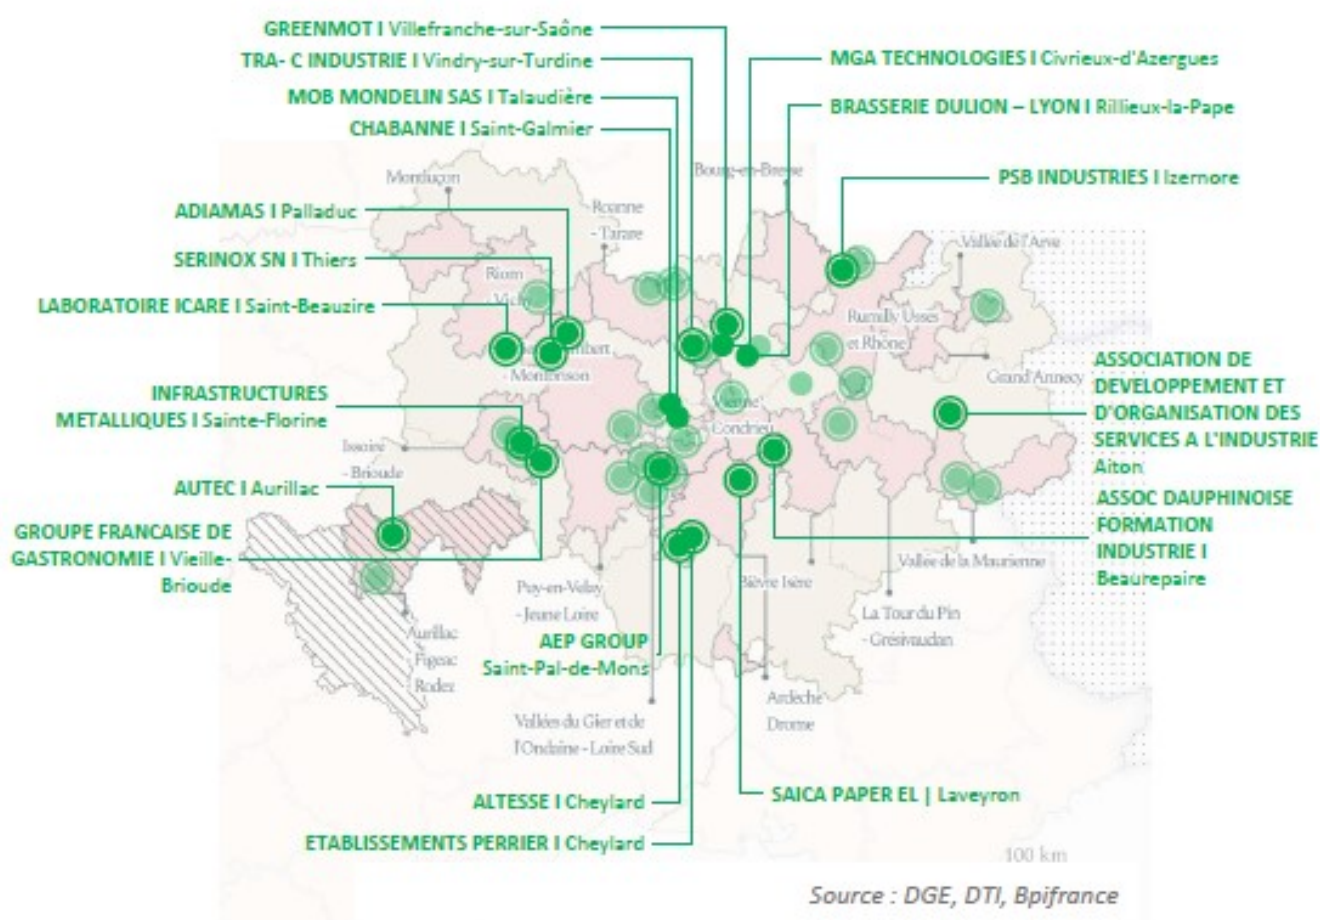 GREENMOT I Villefranche-sur-Saône
TRA- C INDUSTRIE I Vindry-sur-Turdine
MOB MONDELIN SAS I Talaudière
CHABANNE I Saint-Galmier
MGA TECHNOLOGIES I Civrieux-d'Azergues
BRASSERIE DULION – LYON I Rillieux-la-Pape
PSB INDUSTRIES I Izernore
Montluçon
Bourg-en-Bresse
ADIAMAS I Palladuc
Roanne
- Tarare
Vallée de l'Arve
SERINOX SN I Thiers
Riom
- Vichy
LABORATOIRE ICARE I Saint-Beauzire
Rumilly Usses
et Rhône
- Montbrison
Grand Annecy
ASSOCIATION DE
DEVELOPPEMENT ET
D'ORGANISATION DES
SERVICES A L'INDUSTRIE
Aiton
INFRASTRUCTURES
METALLIQUES I Sainte-Florine
Vienne
Condrieu
Issoire
- Brioude
AUTEC I Aurillac
ASSOC DAUPHINOISE
FORMATION
INDUSTRIE I
Beaurepaire
GROUPE FRANCAISE DE
GASTRONOMIE I Vieille-
Brioude
Vallée de la Maurienne
Bièvre Isère
Puy-en-Velay
- Jeune Loire
La Tour du Pin
- Grésivaudan
Aurillac
- Figeac
Rodez
AEP GROUP
Saint-Pal-de-Mons
Ardèche
Drome
Vallées du Gier et de
l'Ondaine - Loire Sud
ALTESSE I Cheylard
SAICA PAPER EL | Laveyron
ETABLISSEMENTS PERRIER I Cheylard
100 km
Source : DGE, DTI, Bpifrance